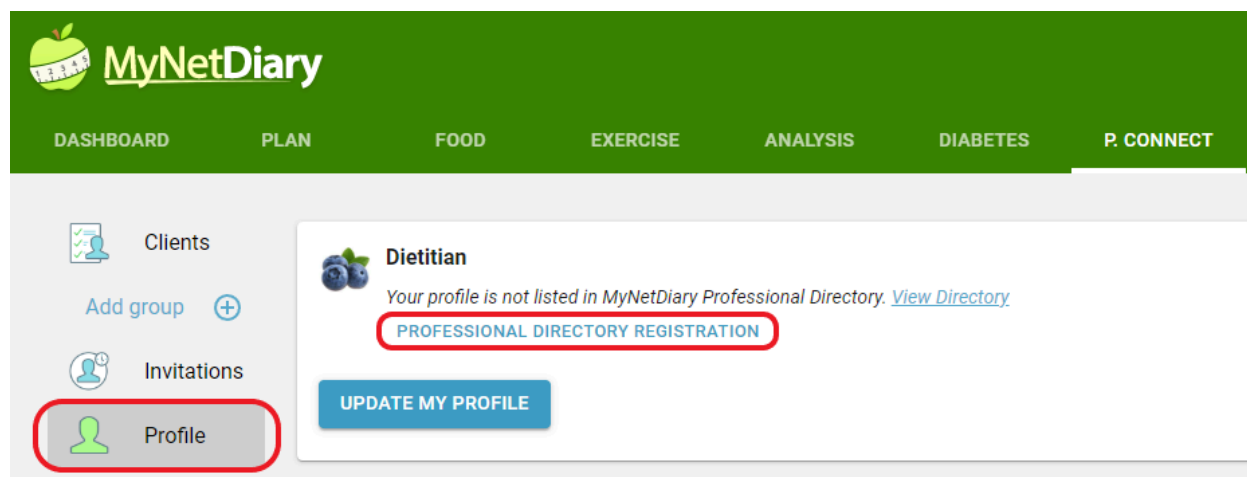 MyNetDiary
DASHBOARD PLAN FOOD EXERCISE ANALYSIS DIABETES P. CONNECT
Clients
Add group
Invitations
Profile
Dietitian
Your profile is not listed in MyNetDiary Professional Directory. View Directory
PROFESSIONAL DIRECTORY REGISTRATION
UPDATE MY PROFILE